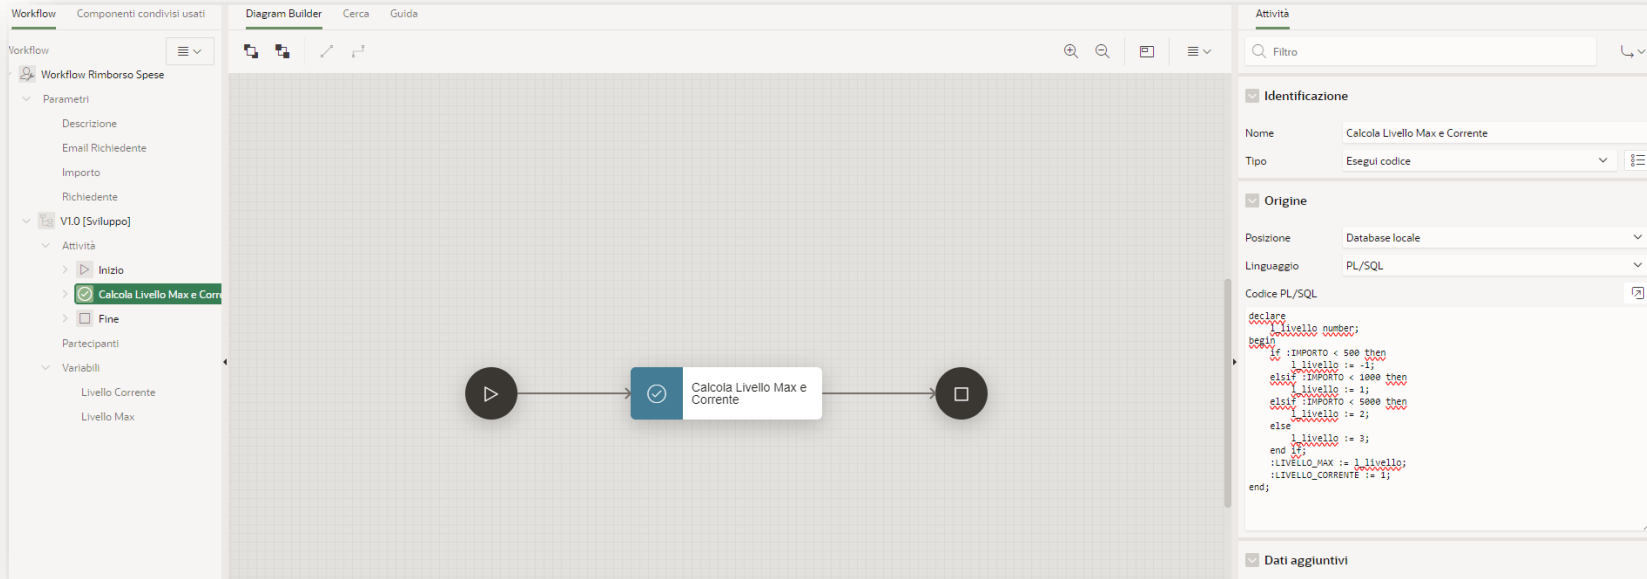 Workflow
Componenti condivisi usati
Workflow
Workflow Rimborso Spese
Parametri
Descrizione
Email Richiedente
Importo
Richiedente
V1.0 [Sviluppo]
Attività
Inizio
Calcola Livello Max e Corre
Fine
Partecipanti
Variabili
Livello Corrente
Livello Max
Diagram Builder
Cerca
Guida
Calcola Livello Max e
Corrente
Attività
Filtro
Identificazione
Nome
Calcola Livello Max e Corrente
Tipo
Esegui codice
Origine
Posizione
Database locale
Linguaggio
PL/SQL
Codice PL/SQL
declare
    l_livello number;
begin
    if :IMPORTO < 500 then
        l_livello := -1;
    elsif :IMPORTO < 1000 then
        l_livello := 1;
    elsif :IMPORTO < 5000 then
        l_livello := 2;
    else
        l_livello := 3;
    end if;
    :LIVELLO_MAX := l_livello;
    :LIVELLO_CORRENTE := 1;
end;
Dati aggiuntivi